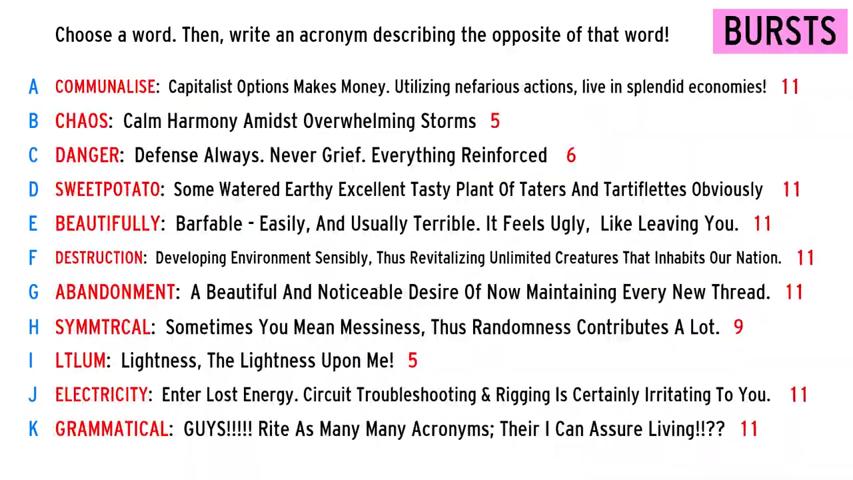 Choose a word. Then, write an acronym describing the opposite of that word!
BURSTS
A COMMUNALISE: Capitalist Options Makes Money. Utilizing nefarious actions, live in splendid economies! 11
B CHAOS: Calm Harmony Amidst Overwhelming Storms 5
C DANGER: Defense Always. Never Grief. Everything Reinforced 6
D SWEETPOTATO: Some Watered Earthy Excellent Tasty Plant Of Taters And Tartiflettes Obviously 11
E BEAUTIFULLY: Barfable - Easily, And Usually Terrible. It Feels Ugly, Like Leaving You. 11
F DESTRUCTION: Developing Environment Sensibly, Thus Revitalizing Unlimited Creatures That Inhabits Our Nation. 11
G ABANDONMENT: A Beautiful And Noticeable Desire Of Now Maintaining Every New Thread. 11
H SYMMTRCAL: Sometimes You Mean Messiness, Thus Randomness Contributes A Lot. 9
I LTLUM: Lightness, The Lightness Upon Me! 5
J ELECTRICITY: Enter Lost Energy. Circuit Troubleshooting & Rigging Is Certainly Irritating To You. 11
K GRAMMATICAL: GUYS!!!!! Rite As Many Many Acronyms; Their I Can Assure Living!!?? 11